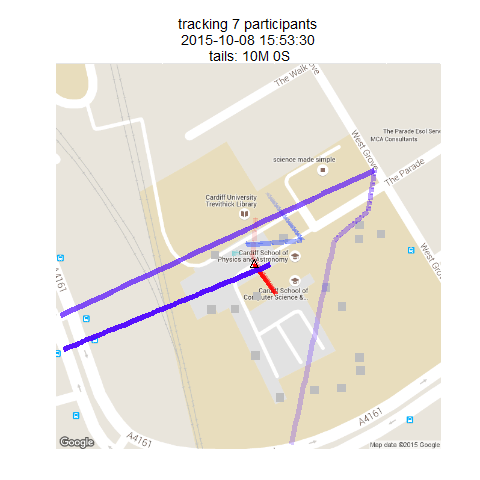 tracking 7 participants
2015-10-08 15:53:30
tails: 10M 0S
The Walk
West Grove
The Parade Esol Serv
MCA Consultants
science made simple
The Parade
Cardiff University
Trevithick Library
West Gro
Cardiff School of
Physics and Astronomy
A4161
Cardiff School of
Computer Science &...
A4161
A4161
Google
Map data ©2015 Google